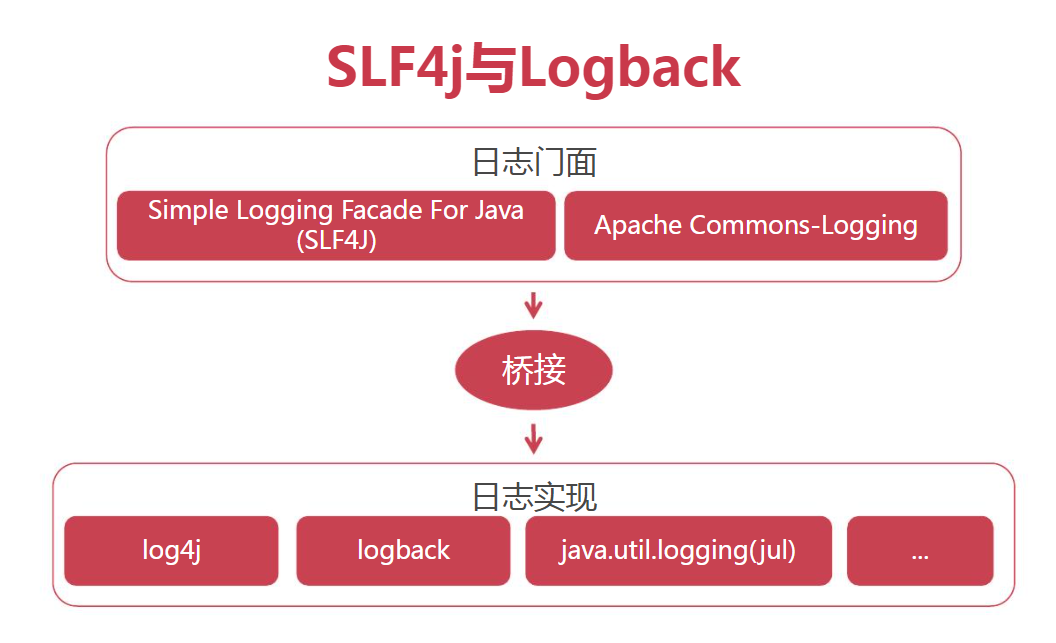 SLF4j与Logback
日志门面
Simple Logging Facade For Java
(SLF4J)
Apache Commons-Logging
桥接
日志实现
log4j
logback
java.util.logging(jul)
...